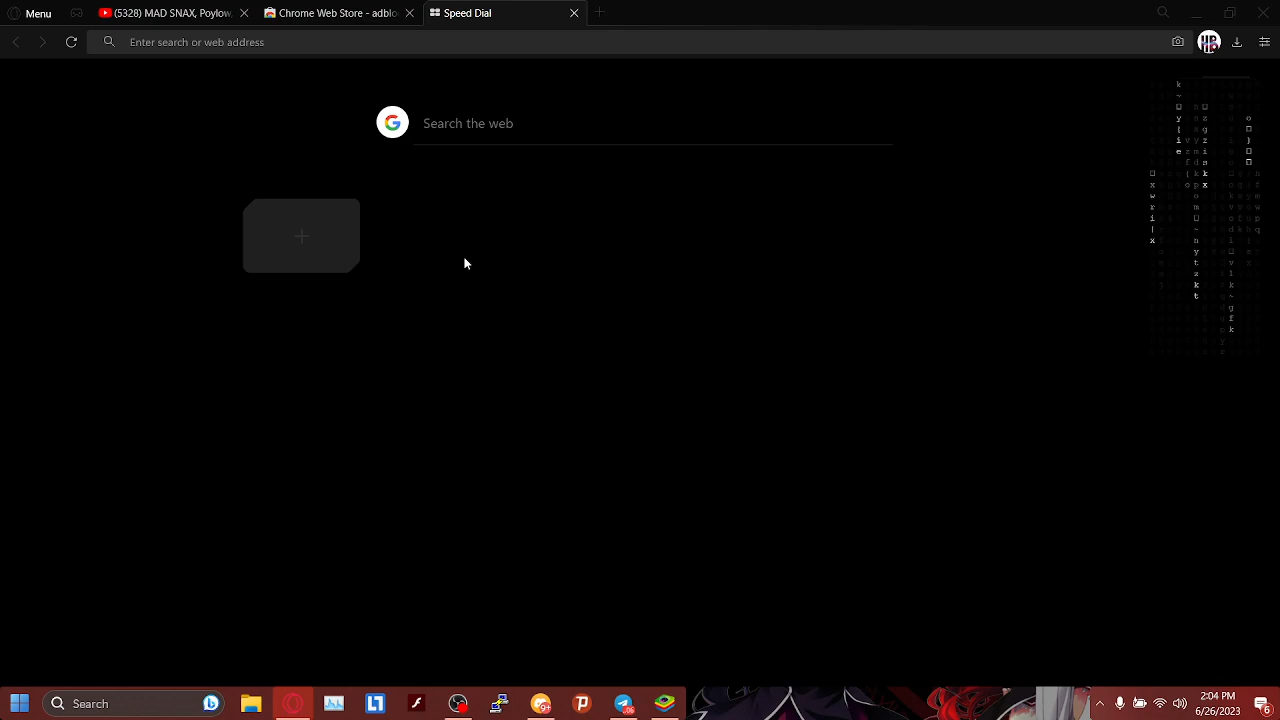 Menu
(5328) MAD SNAX, Poylow,
Chrome Web Store - adblo
Speed Dial
Enter search or web address
Search the web
Search
2:04 PM
6/26/2023
6